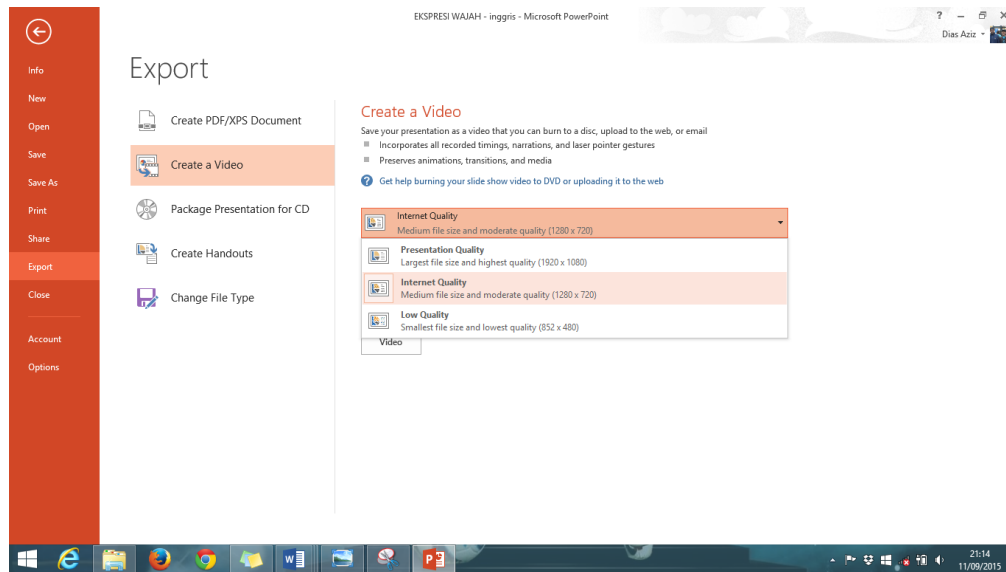 EKSPRESI WAJAH - inggris - Microsoft PowerPoint
?
Dias Aziz
Info
New
Open
Save
Save As
Print
Share
Export
Close
Account
Options
Export
Create PDF/XPS Document
Create a Video
Package Presentation for CD
Create Handouts
Change File Type
Create a Video
Save your presentation as a video that you can burn to a disc, upload to the web, or email
Incorporates all recorded timings, narrations, and laser pointer gestures
Preserves animations, transitions, and media
Get help burning your slide show video to DVD or uploading it to the web
Internet Quality
Medium file size and moderate quality (1280 x 720)
Presentation Quality
Largest file size and highest quality (1920 x 1080)
Internet Quality
Medium file size and moderate quality (1280 x 720)
Low Quality
Smallest file size and lowest quality (852 x 480)
Video
21:14
11/09/2015